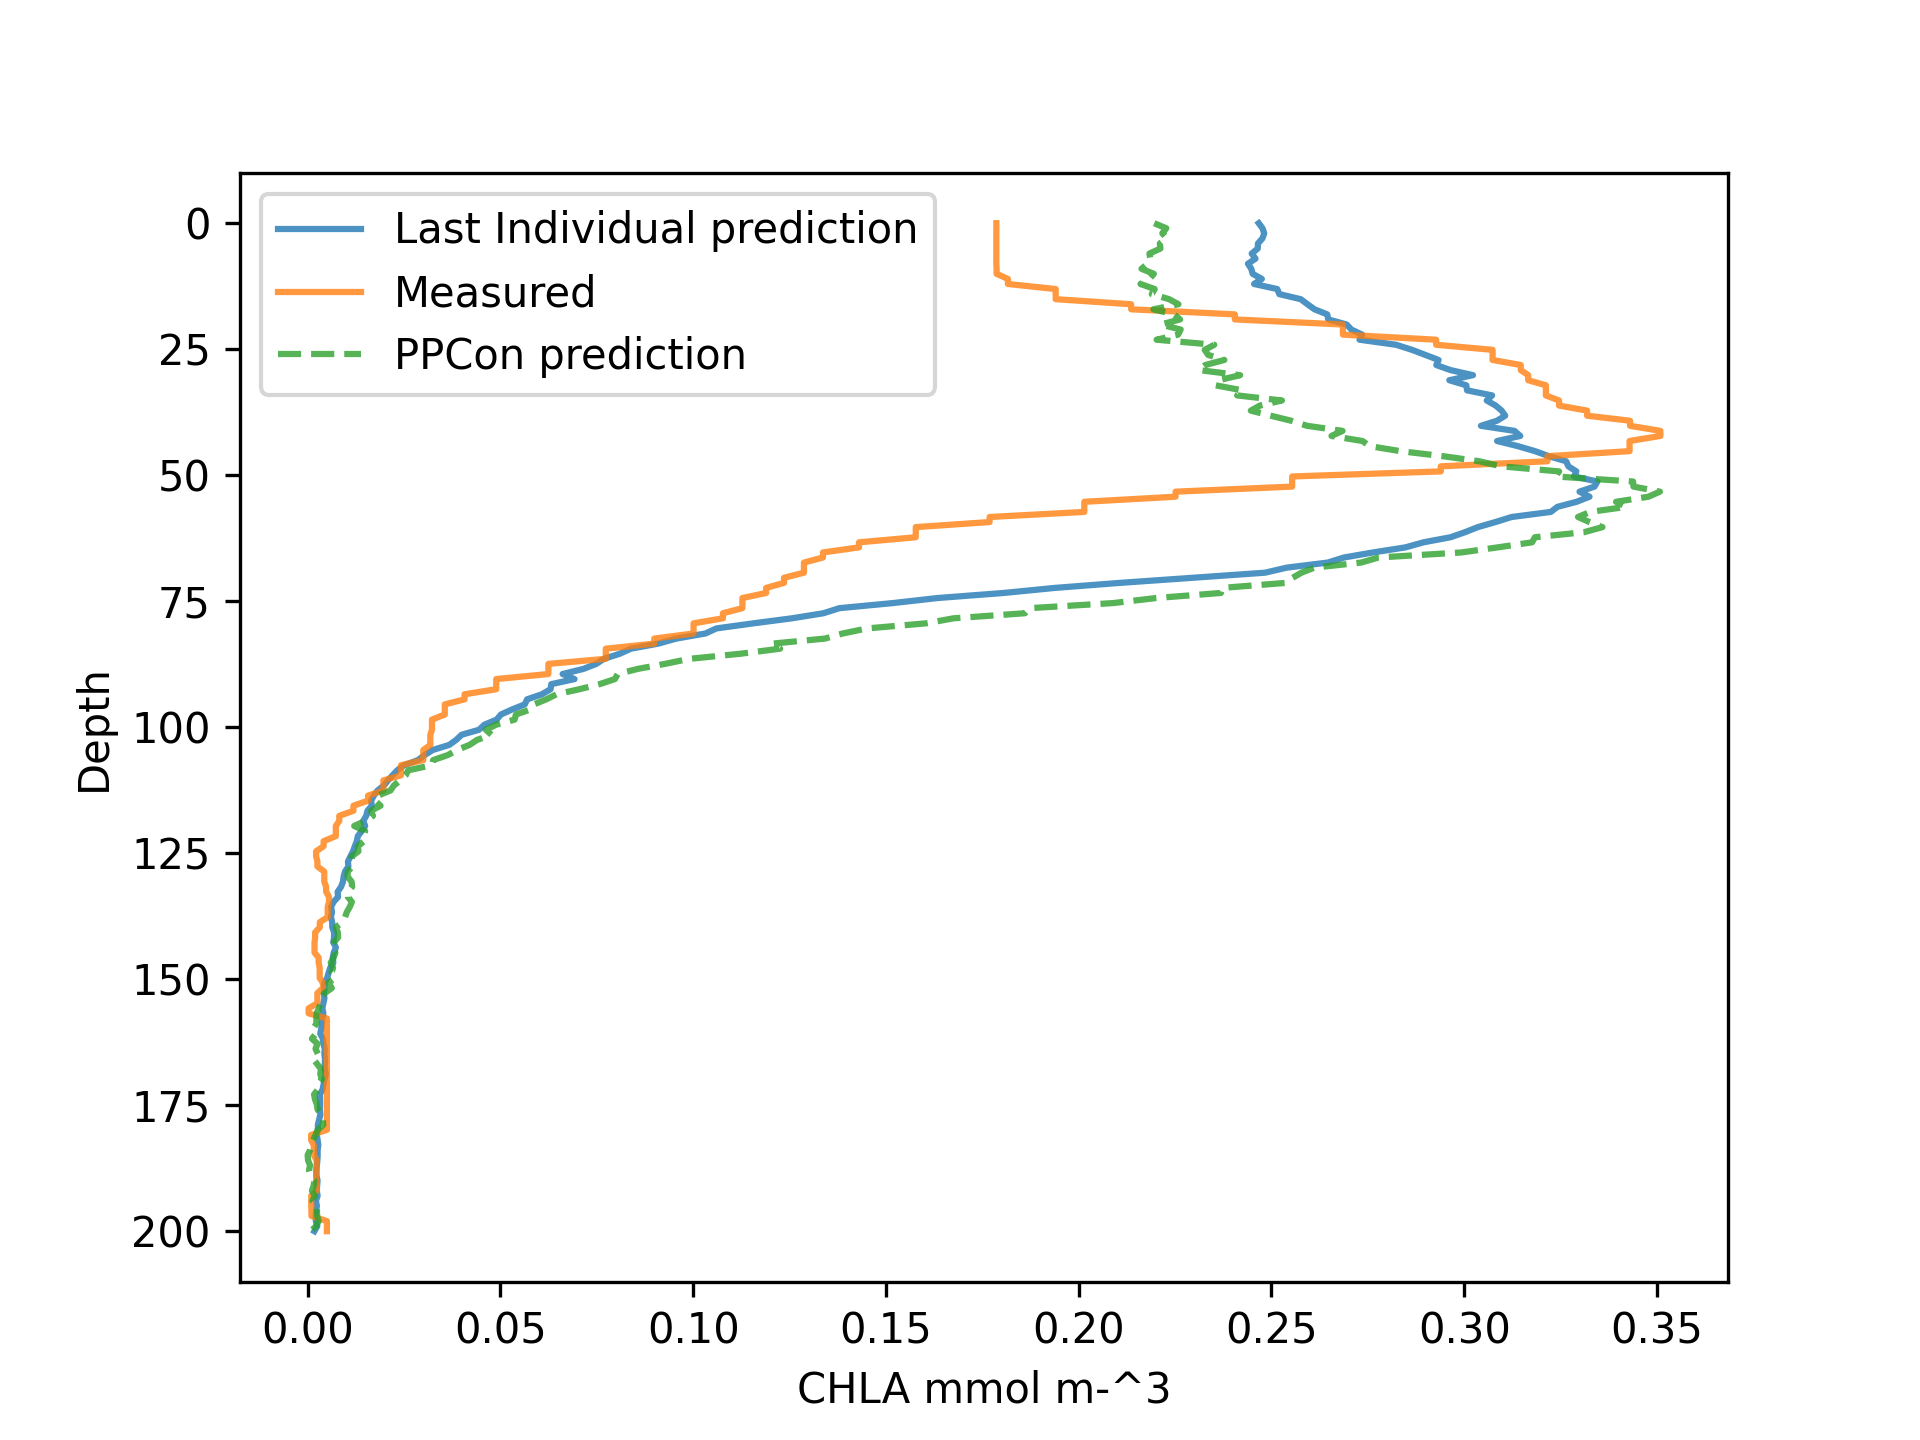 Last Individual prediction
Measured
PPCon prediction
0
25
50
75
100
125
150
175
200
Depth
0.00 0.05 0.10 0.15 0.20 0.25 0.30 0.35
CHLA mmol m-^3